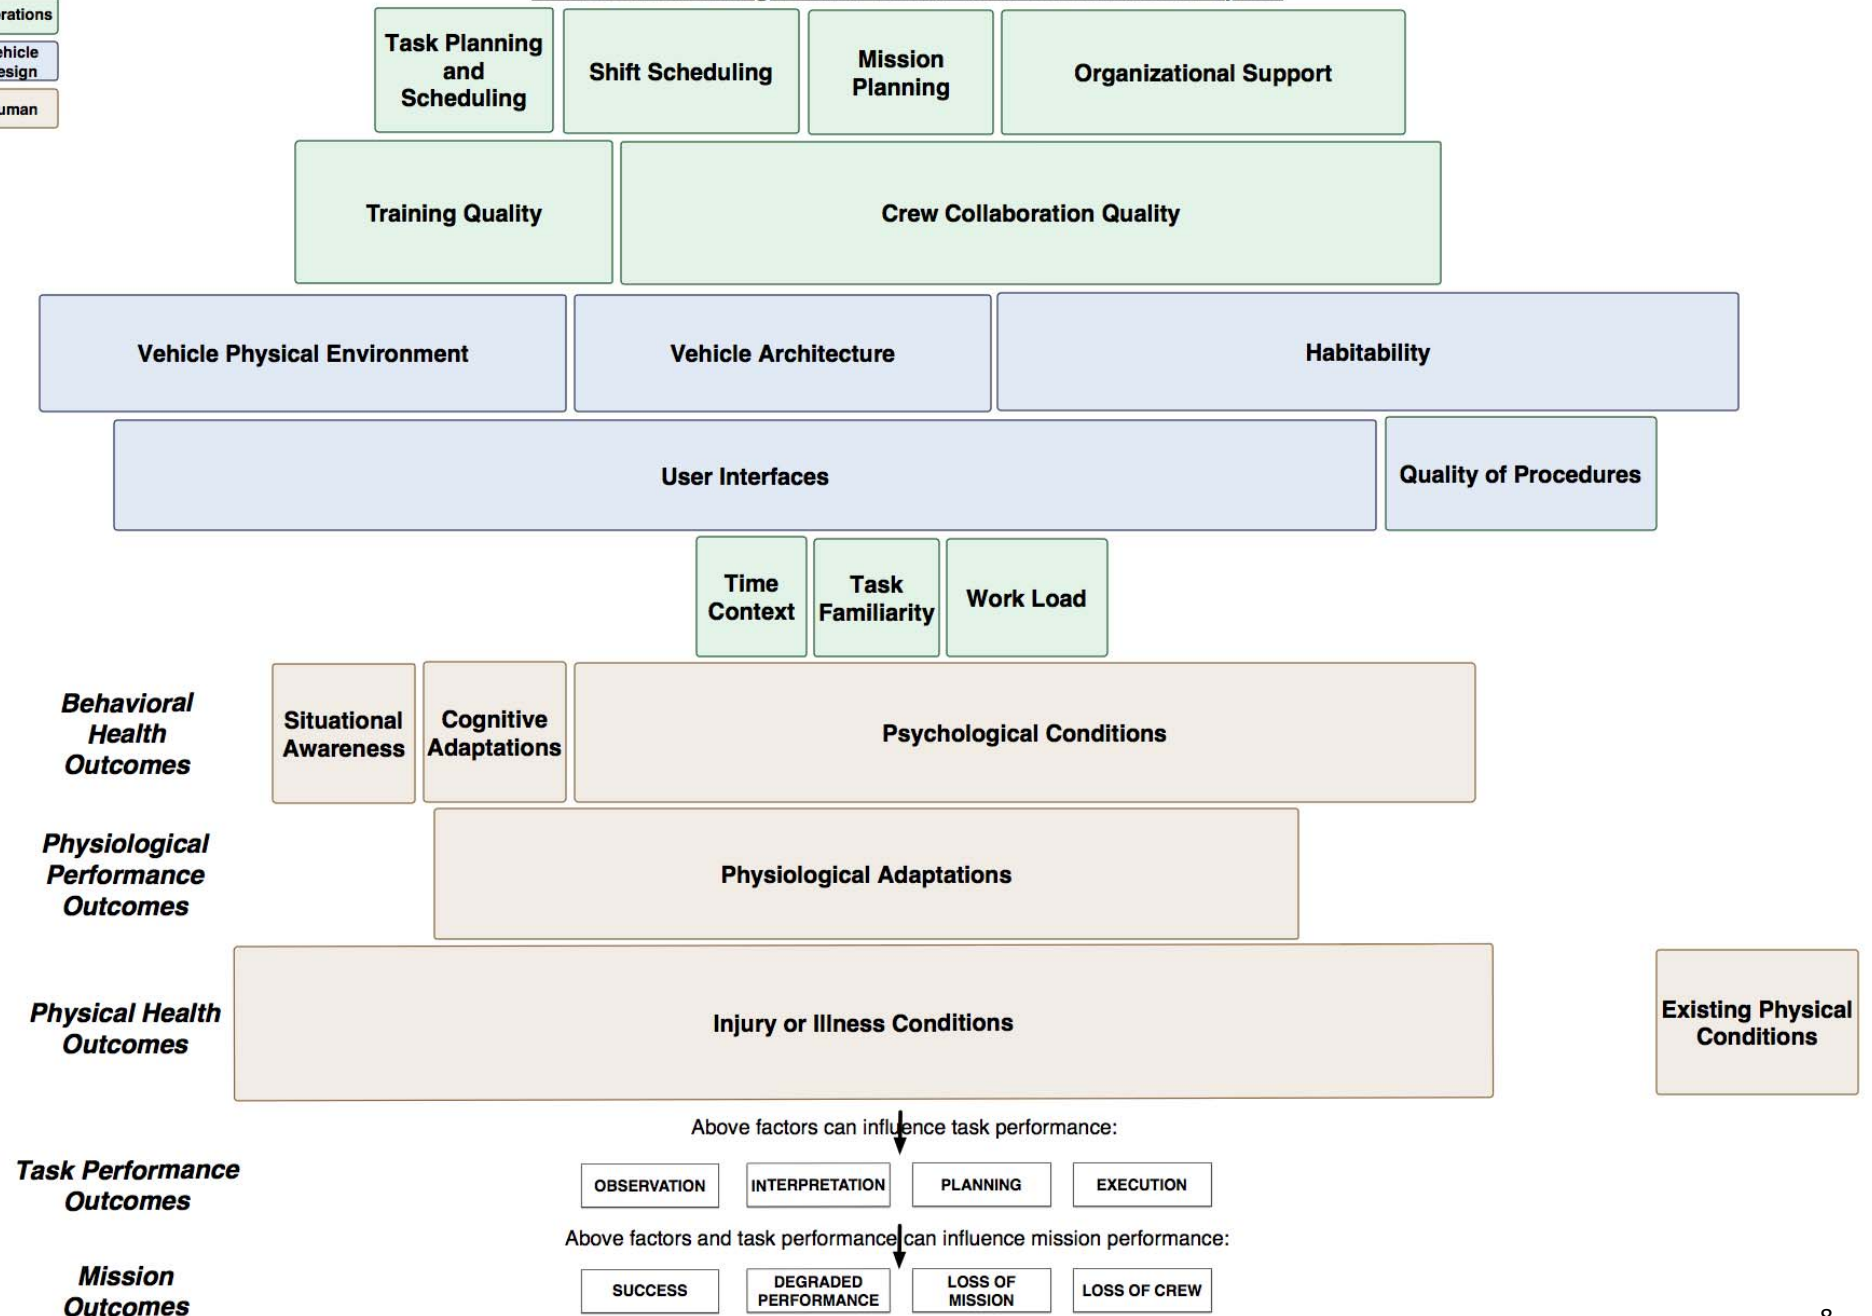 Task Planning
and
Scheduling
Shift Scheduling
Mission
Planning
Organizational Support
Training Quality
Crew Collaboration Quality
Vehicle Physical Environment
Vehicle Architecture
Habitability
User Interfaces
Quality of Procedures
Time
Context
Task
Familiarity
Work Load
Behavioral
Health
Outcomes
Situational
Awareness
Cognitive
Adaptations
Psychological Conditions
Physiological
Performance
Outcomes
Physiological Adaptations
Physical Health
Outcomes
Injury or Illness Conditions
Existing Physical
Conditions
Above factors can influence task performance:
Task Performance
Outcomes
OBSERVATION
INTERPRETATION
PLANNING
EXECUTION
Above factors and task performance can influence mission performance:
Mission
Outcomes
SUCCESS
DEGRADED
PERFORMANCE
LOSS OF
MISSION
LOSS OF CREW